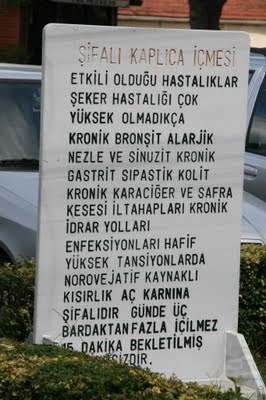 ŞİFALI KAPLICA İÇMESİ
ETKİLİ OLDUĞU HASTALIKLAR
ŞEKER HASTALIĞI ÇOK
YÜKSEK OLMADIKÇA
KRONİK BRONŞİT ALARJİK
NEZLE VE SİNUZİT KRONİK
GASTRİT SIPASTİK KOLİT
KRONİK KARACİĞER VE SAFRA
KESESİ İLTAHAPLARI KRONİK
İDRAR YOLLARI
ENFEKSİYONLARI HAFİF
YÜKSEK TANSİYONLARDA
NOROVEJATİF KAYNAKLI
KISIRLIK AÇ KARNINA
ŞİFALIDIR GÜNDE ÜÇ
BARDAKTAN FAZLA İÇİLMEZ
15 DAKİKA BEKLETİLMİŞ